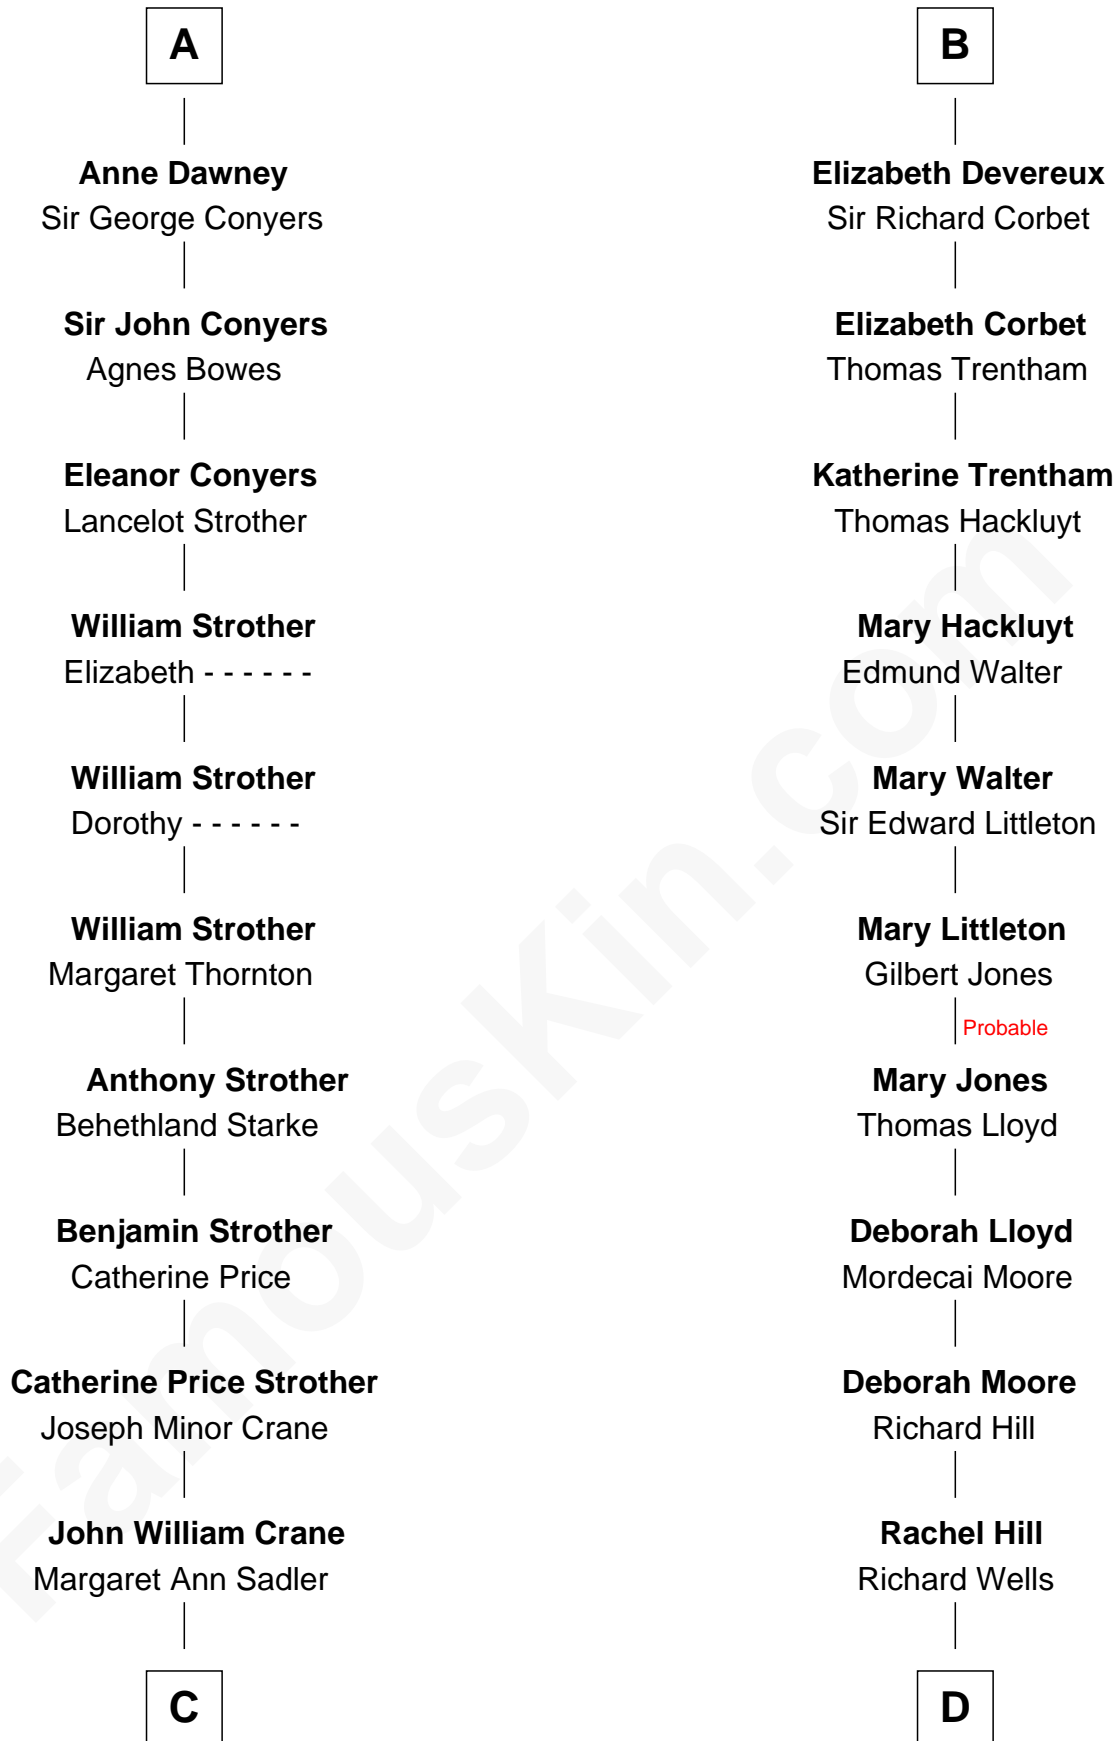 A
Anne Dawney
Sir George Conyers
Sir John Conyers
Agnes Bowes
Eleanor Conyers
Lancelot Strother
William Strother
Elizabeth - - - - - -
William Strother
Dorothy - - - - - -
William Strother
Margaret Thornton
Anthony Strother
Behethland Starke
Benjamin Strother
Catherine Price
Catherine Price Strother
Joseph Minor Crane
John William Crane
Margaret Ann Sadler
C
B
Elizabeth Devereux
Sir Richard Corbet
Elizabeth Corbet
Thomas Trentham
Katherine Trentham
Thomas Hackluyt
Mary Hackluyt
Edmund Walter
Mary Walter
Sir Edward Littleton
Mary Littleton
Gilbert Jones
Probable
Mary Jones
Thomas Lloyd
Deborah Lloyd
Mordecai Moore
Deborah Moore
Richard Hill
Rachel Hill
Richard Wells
D
FamousKin.com